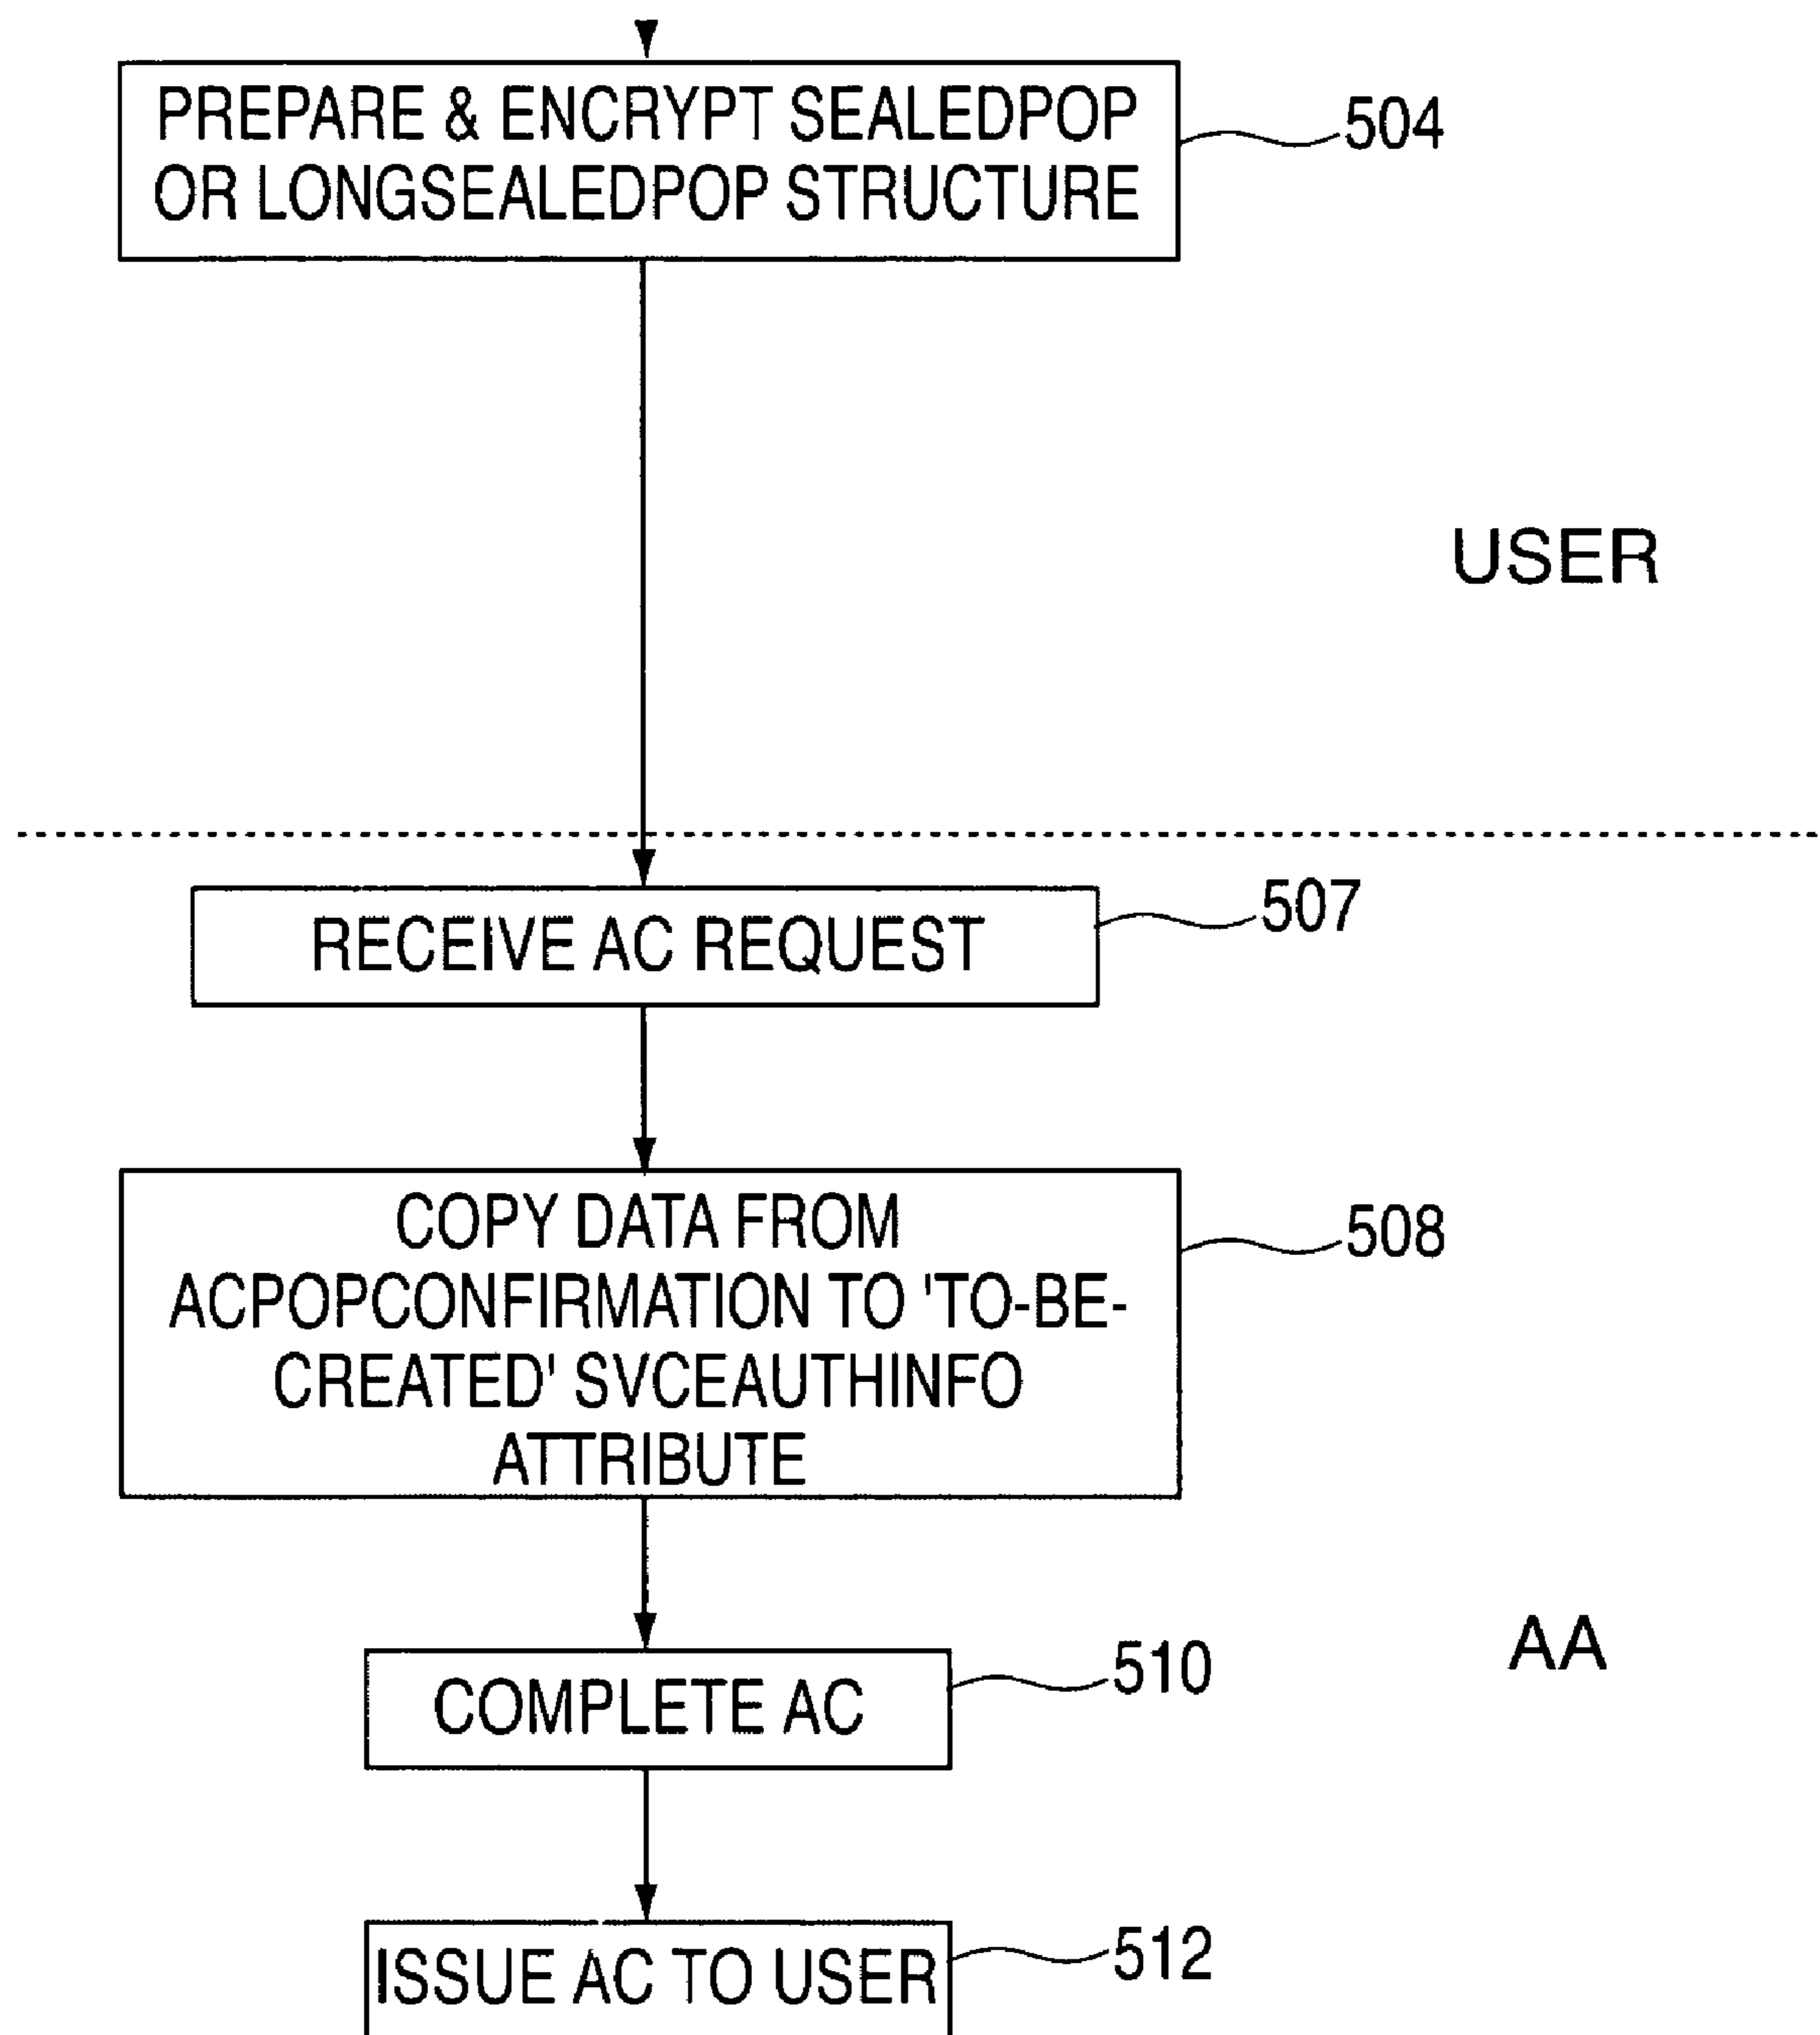 PREPARE & ENCRYPT SEALEDPOP
OR LONGSEALEDPOP STRUCTURE
504
USER
RECEIVE AC REQUEST
507
COPY DATA FROM
ACPOPCONFIRMATION TO 'TO-BE-
CREATED' SVCEAUTHINFO
ATTRIBUTE
508
AA
COMPLETE AC
510
ISSUE AC TO USER
512